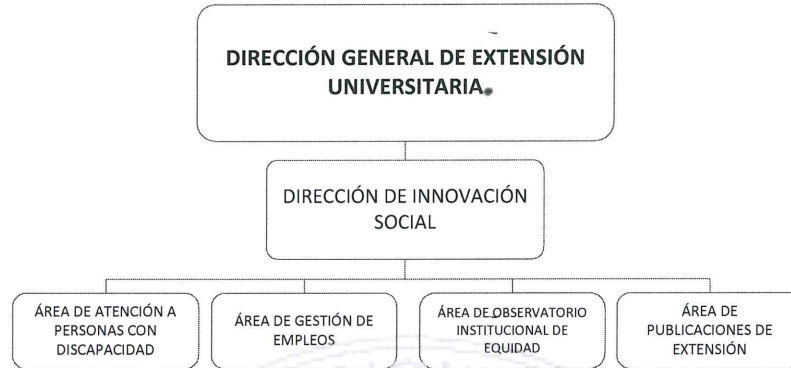 DIRECCIÓN GENERAL DE EXTENSIÓN
UNIVERSITARIA
DIRECCIÓN DE INNOVACIÓN
SOCIAL
ÁREA DE ATENCIÓN A
PERSONAS CON
DISCAPACIDAD
ÁREA DE GESTIÓN DE
EMPLEOS
ÁREA DE OBSERVATORIO
INSTITUCIONAL DE
EQUIDAD
ÁREA DE
PUBLICACIONES DE
EXTENSIÓN